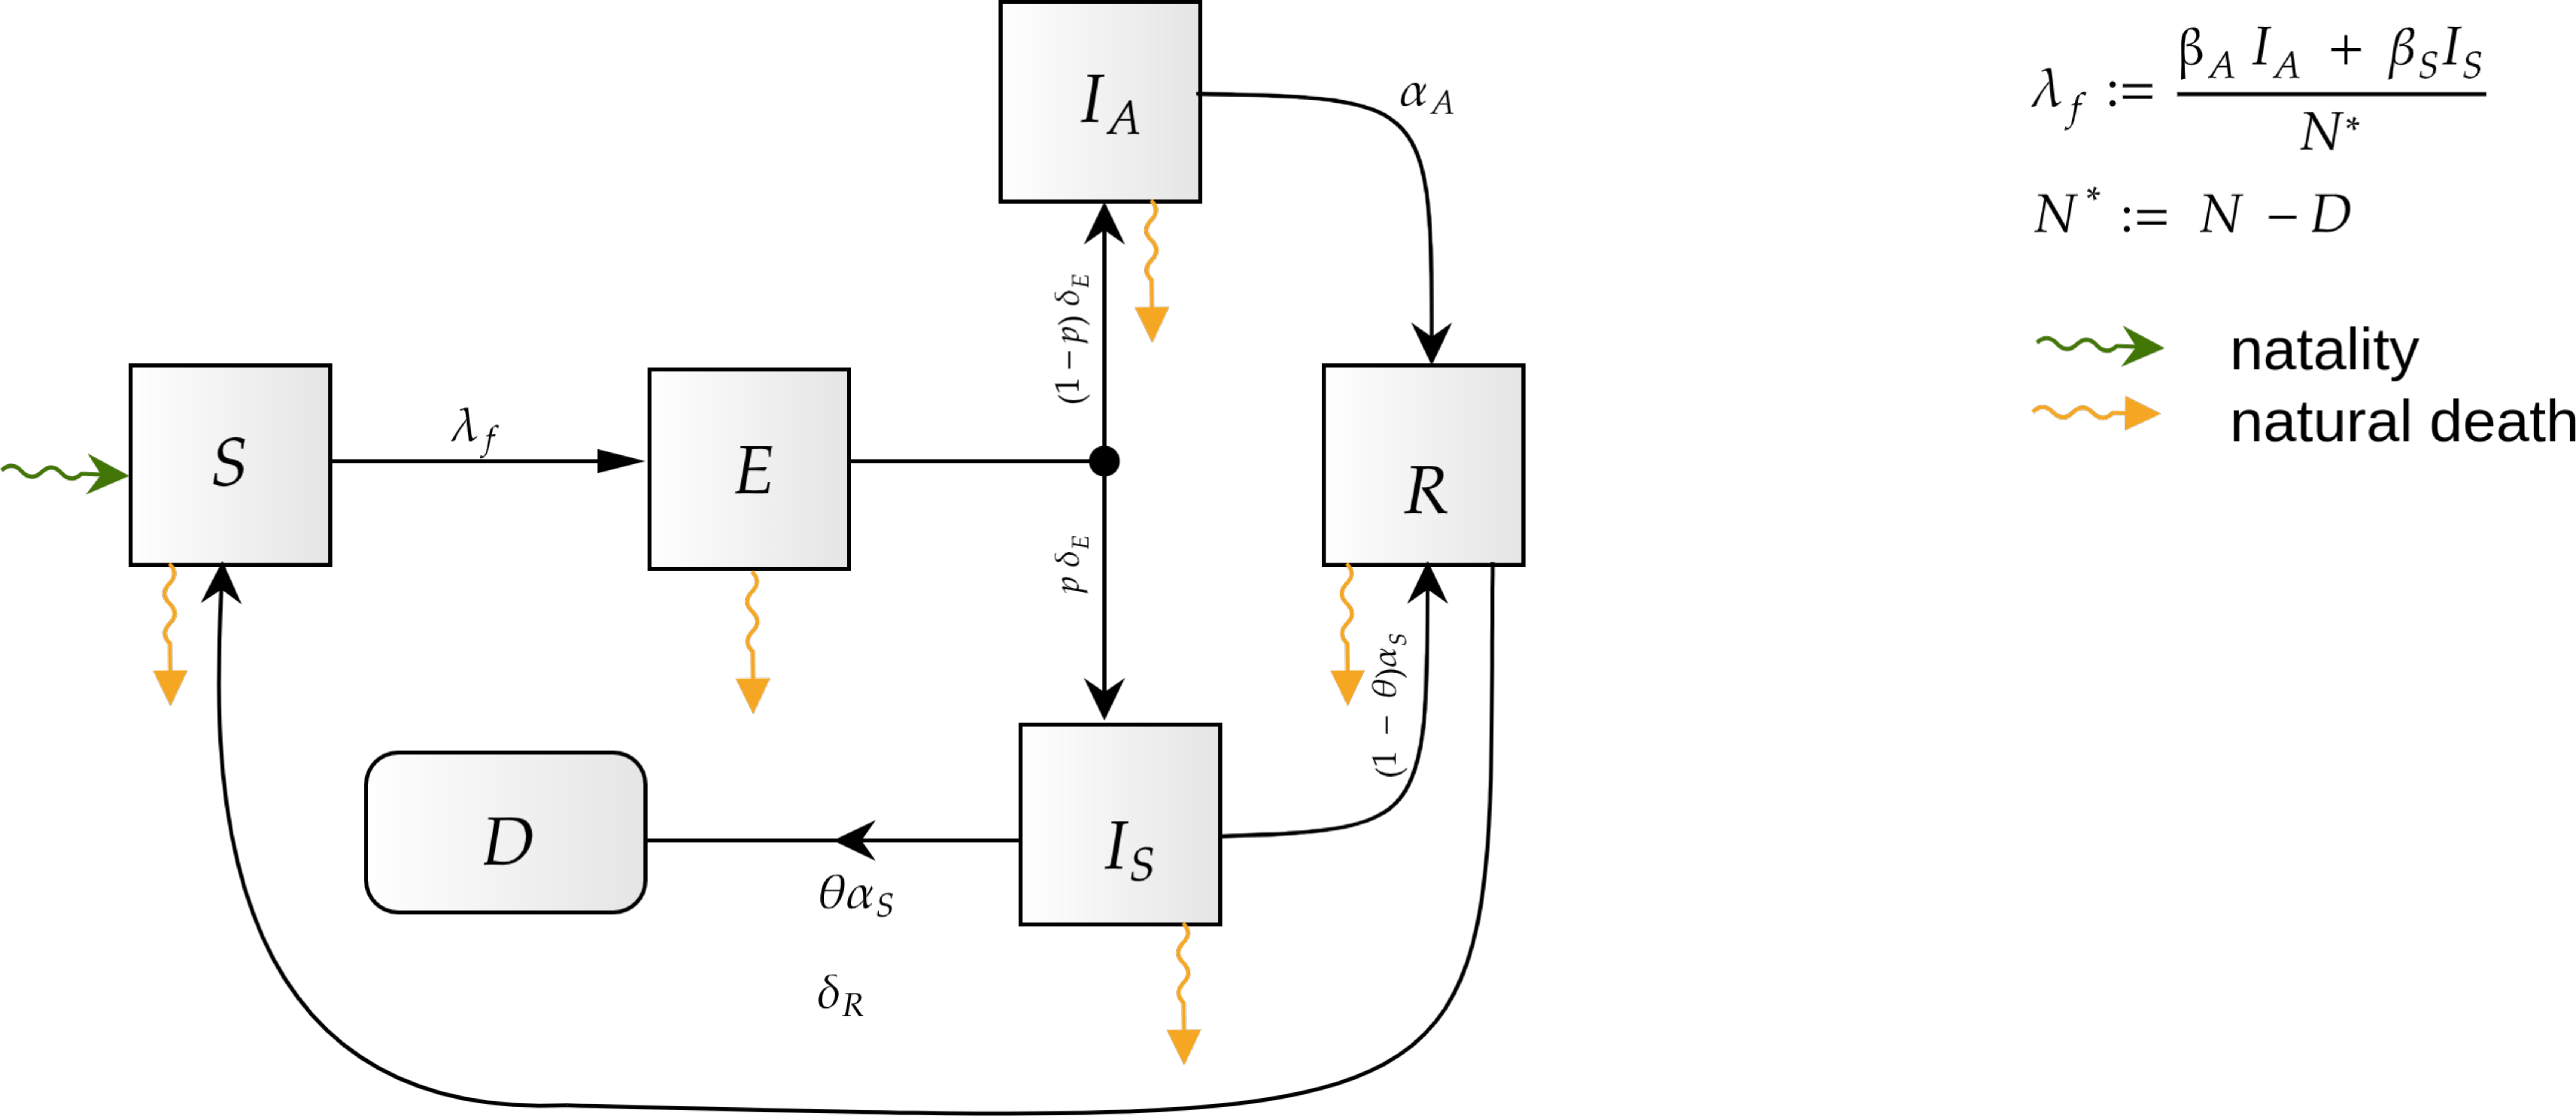 I_A
α_A
λ_f := (β_A I_A + β_S I_S) / N*
N* := N − D
(1−p) δ_E
natality
natural death
S
λ_f
E
R
p δ_E
(1 − θ)α_S
D
I_S
θα_S
δ_R